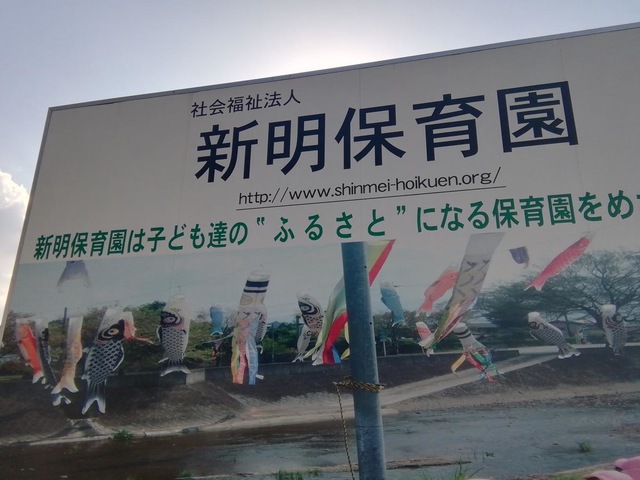 社会福祉法人
新明保育園
http://www.shinmei-hoikuen.org/
新明保育園は子ども達の“ふるさと”になる保育園をめ